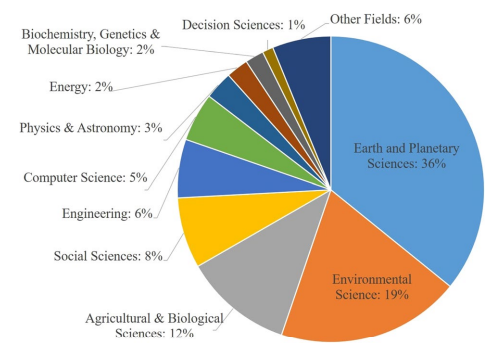 Biochemistry, Genetics &
Molecular Biology: 2%
Decision Sciences: 1%
Other Fields: 6%
Energy: 2%
Physics & Astronomy: 3%
Computer Science: 5%
Engineering: 6%
Social Sciences: 8%
Agricultural & Biological
Sciences: 12%
Environmental
Science: 19%
Earth and Planetary
Sciences: 36%